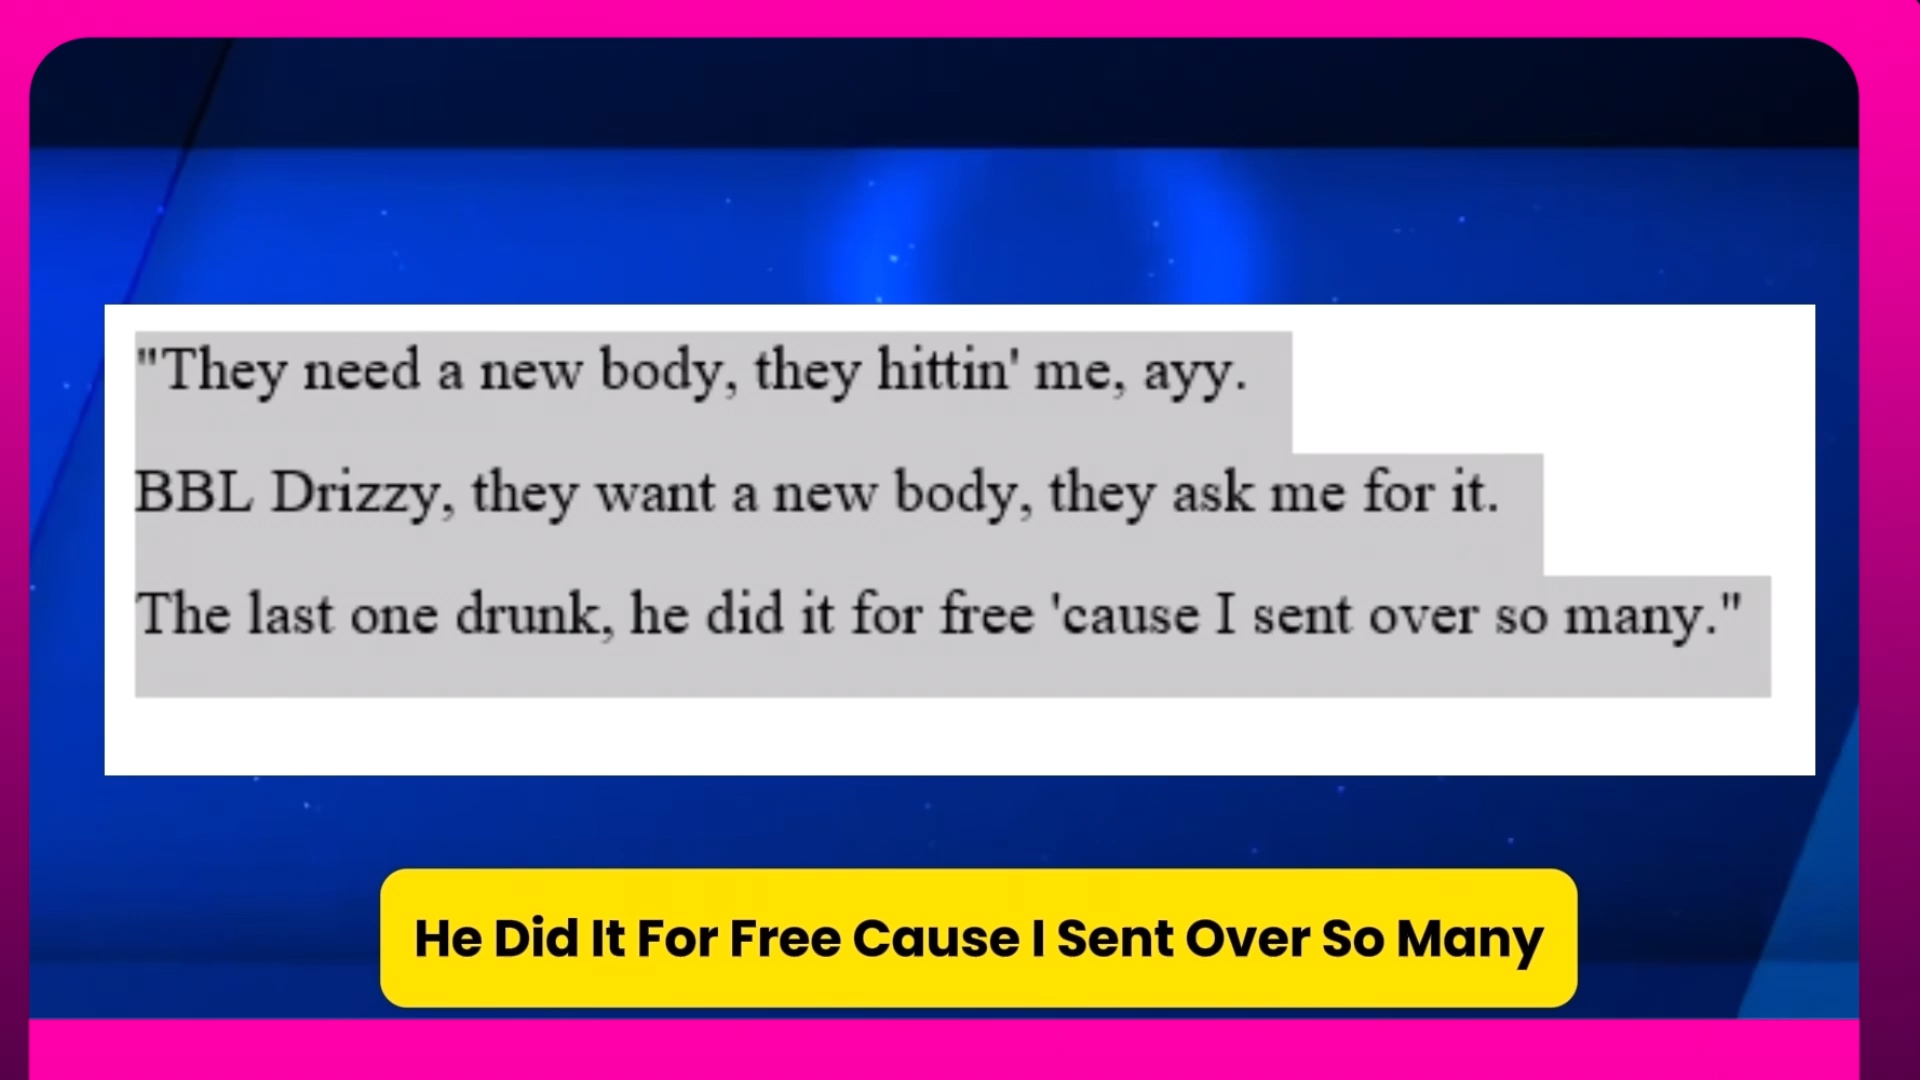 "They need a new body, they hittin' me, ayy.
BBL Drizzy, they want a new body, they ask me for it.
The last one drunk, he did it for free 'cause I sent over so many."
He Did It For Free Cause I Sent Over So Many